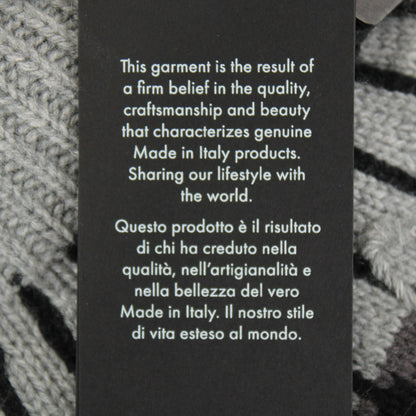 This garment is the result of
a firm belief in the quality,
craftsmanship and beauty
that characterizes genuine
Made in Italy products.
Sharing our lifestyle with
the world.
Questo prodotto è il risultato
di chi ha creduto nella
qualità, nell'artigianalità e
nella bellezza del vero
Made in Italy. Il nostro stile
di vita esteso al mondo.